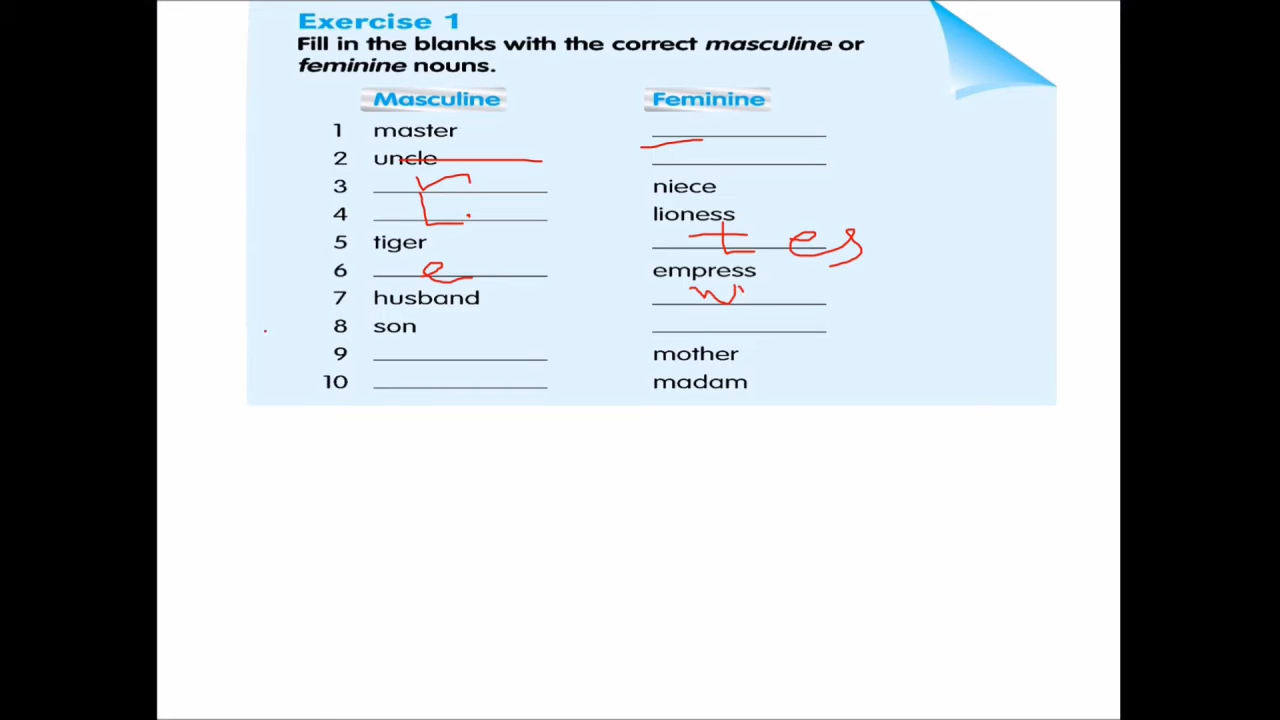 Exercise 1
Fill in the blanks with the correct masculine or
feminine nouns.
Masculine Feminine
1 master
2 uncle
3 niece
4 L lioness
5 tiger t es
6 e empress
7 husband w
8 son
9 mother
10 madam